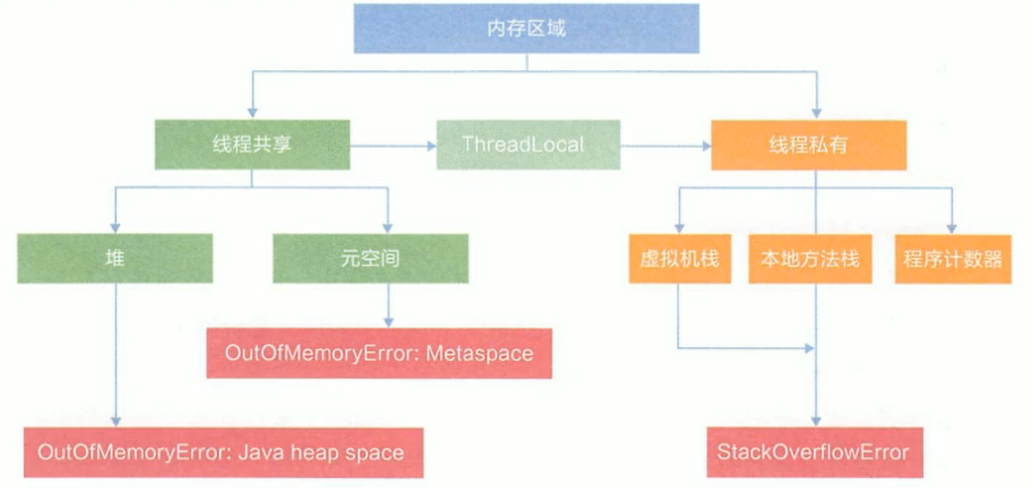 内存区域
线程共享
ThreadLocal
线程私有
堆
元空间
虚拟机栈
本地方法栈
程序计数器
OutOfMemoryError: Metaspace
OutOfMemoryError: Java heap space
StackOverflowError